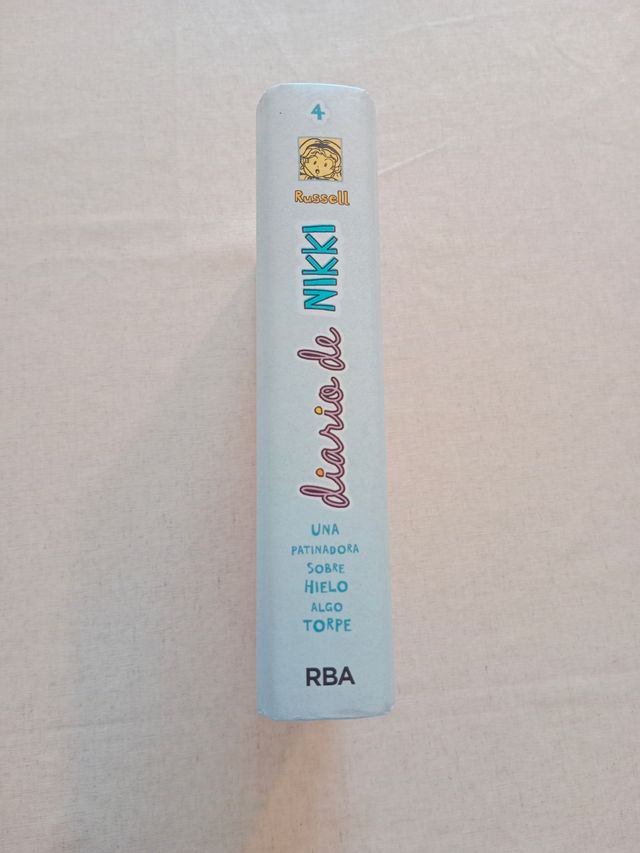 4
Russell
diario de NIKKI
UNA
PATINADORA
SOBRE
HIELO
ALGO
TORPE
RBA